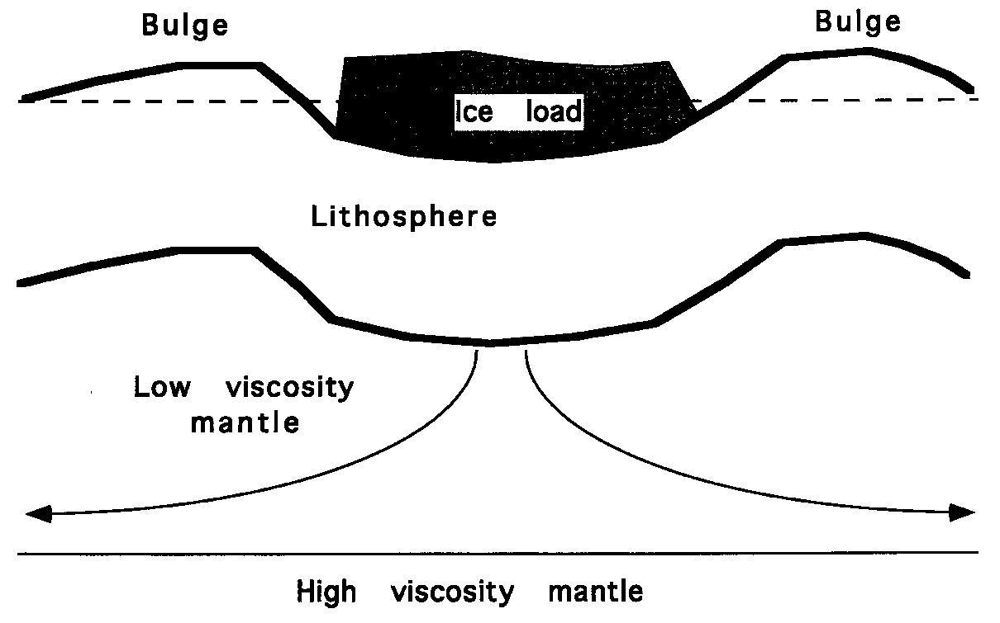 Bulge
Bulge
Ice load
Lithosphere
Low viscosity
mantle
High viscosity mantle